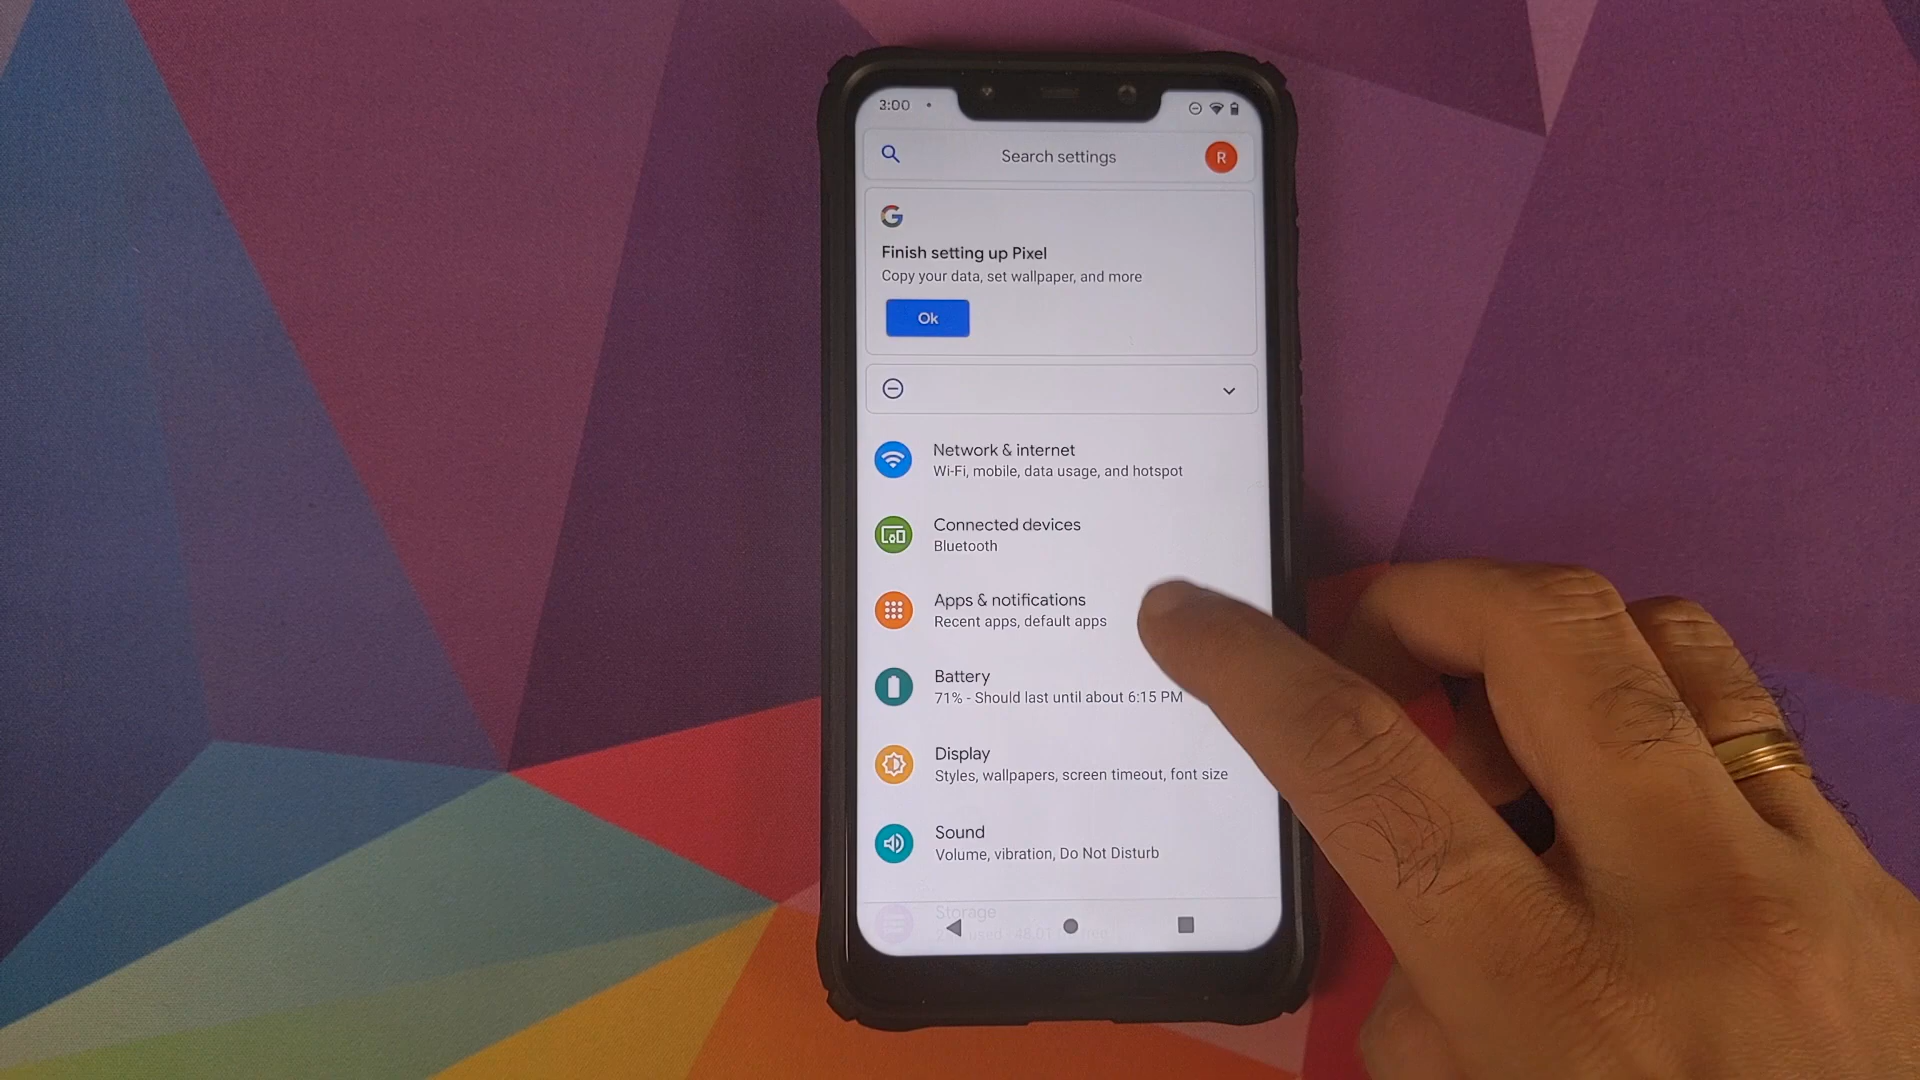 3:00
Search settings
R
Finish setting up Pixel
Copy your data, set wallpaper, and more
Ok
Network & internet
Wi-Fi, mobile, data usage, and hotspot
Connected devices
Bluetooth
Apps & notifications
Recent apps, default apps
Battery
71% - Should last until about 6:15 PM
Display
Styles, wallpapers, screen timeout, font size
Sound
Volume, vibration, Do Not Disturb
Storage
used - 48.01